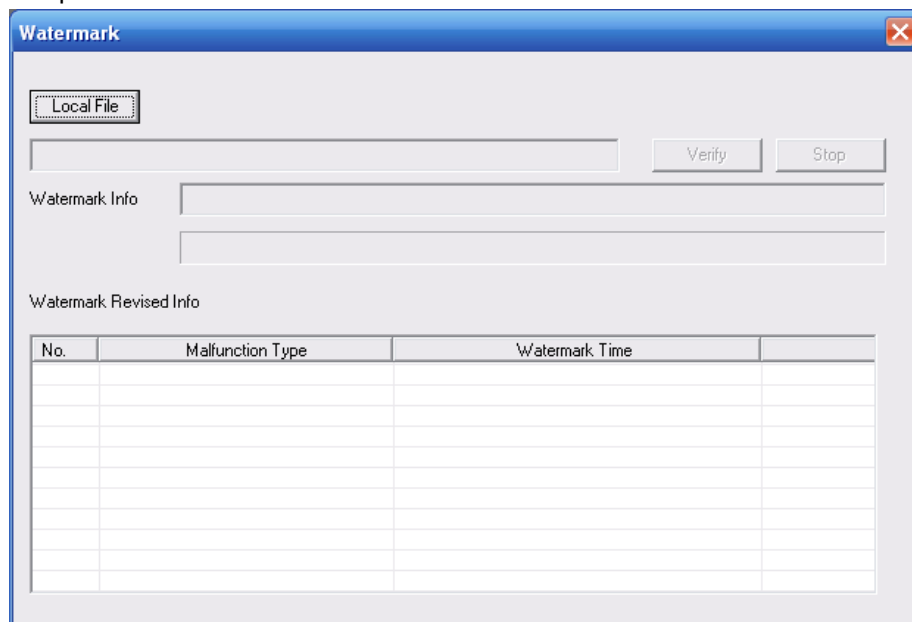 Watermark
Local File
Verify Stop
Watermark Info
Watermark Revised Info
No. Malfunction Type Watermark Time